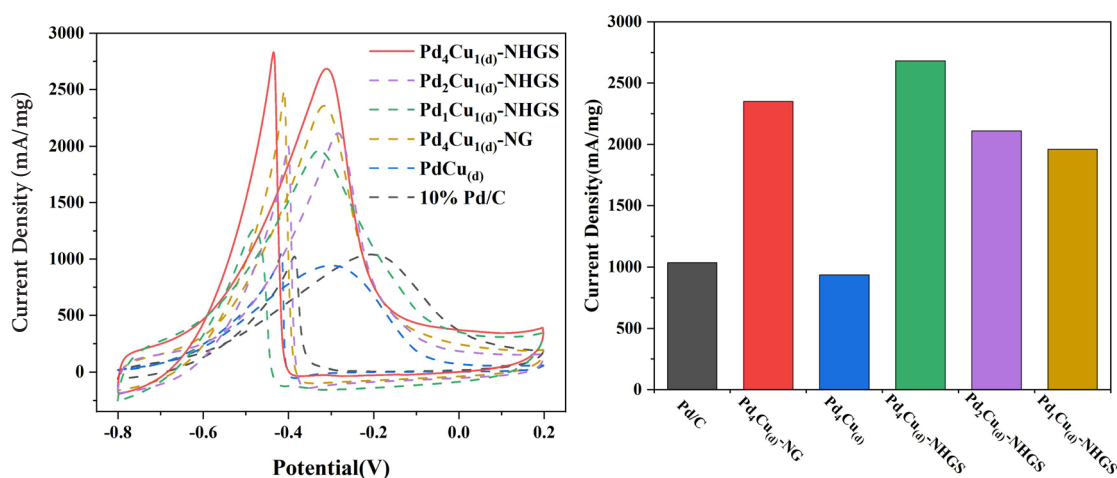 3000
2500
2000
1500
1000
500
0
-0.8
-0.6
-0.4
-0.2
0.0
0.2
Current Density (mA/mg)
Potential(V)
Pd₄Cu₁₍d₎-NHGS
Pd₂Cu₁₍d₎-NHGS
Pd₁Cu₁₍d₎-NHGS
Pd₄Cu₁₍d₎-NG
PdCu₍d₎
10% Pd/C
3000
2500
2000
1500
1000
500
0
Current Density(mA/mg)
Pd/C
Pd₄Cu₍d₎-NG
Pd₄Cu₍d₎
Pd₄Cu₍d₎-NHGS
Pd₂Cu₍d₎-NHGS
Pd₁Cu₍d₎-NHGS